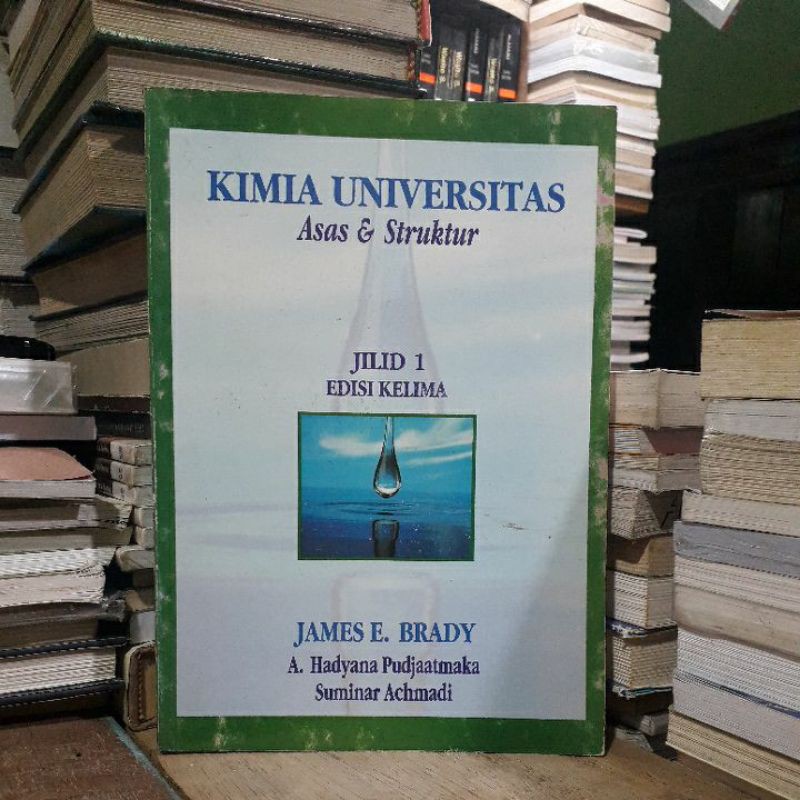 KIMIA UNIVERSITAS
Asas & Struktur
JILID 1
EDISI KELIMA
JAMES E. BRADY
A. Hadyana Pudjaatmaka
Suminar Achmadi